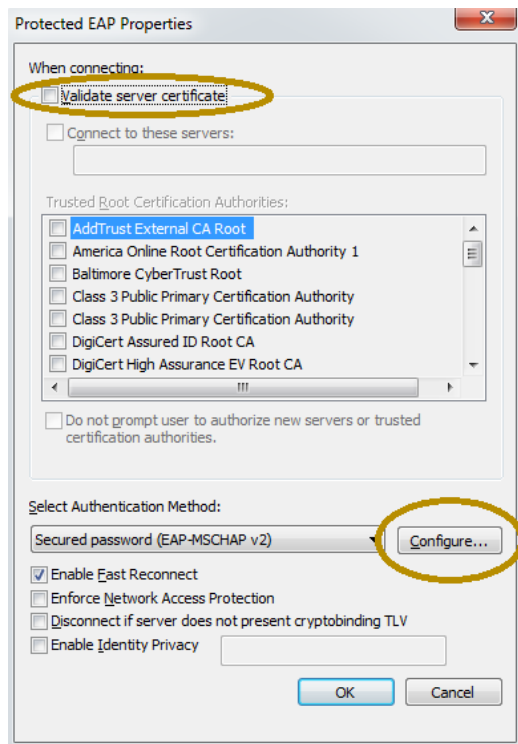 Protected EAP Properties
When connecting:
Validate server certificate
Connect to these servers:
Trusted Root Certification Authorities:
AddTrust External CA Root
America Online Root Certification Authority 1
Baltimore CyberTrust Root
Class 3 Public Primary Certification Authority
Class 3 Public Primary Certification Authority
DigiCert Assured ID Root CA
DigiCert High Assurance EV Root CA
Do not prompt user to authorize new servers or trusted
certification authorities.
Select Authentication Method:
Secured password (EAP-MSCHAP v2)
Configure...
Enable Fast Reconnect
Enforce Network Access Protection
Disconnect if server does not present cryptobinding TLV
Enable Identity Privacy
OK Cancel